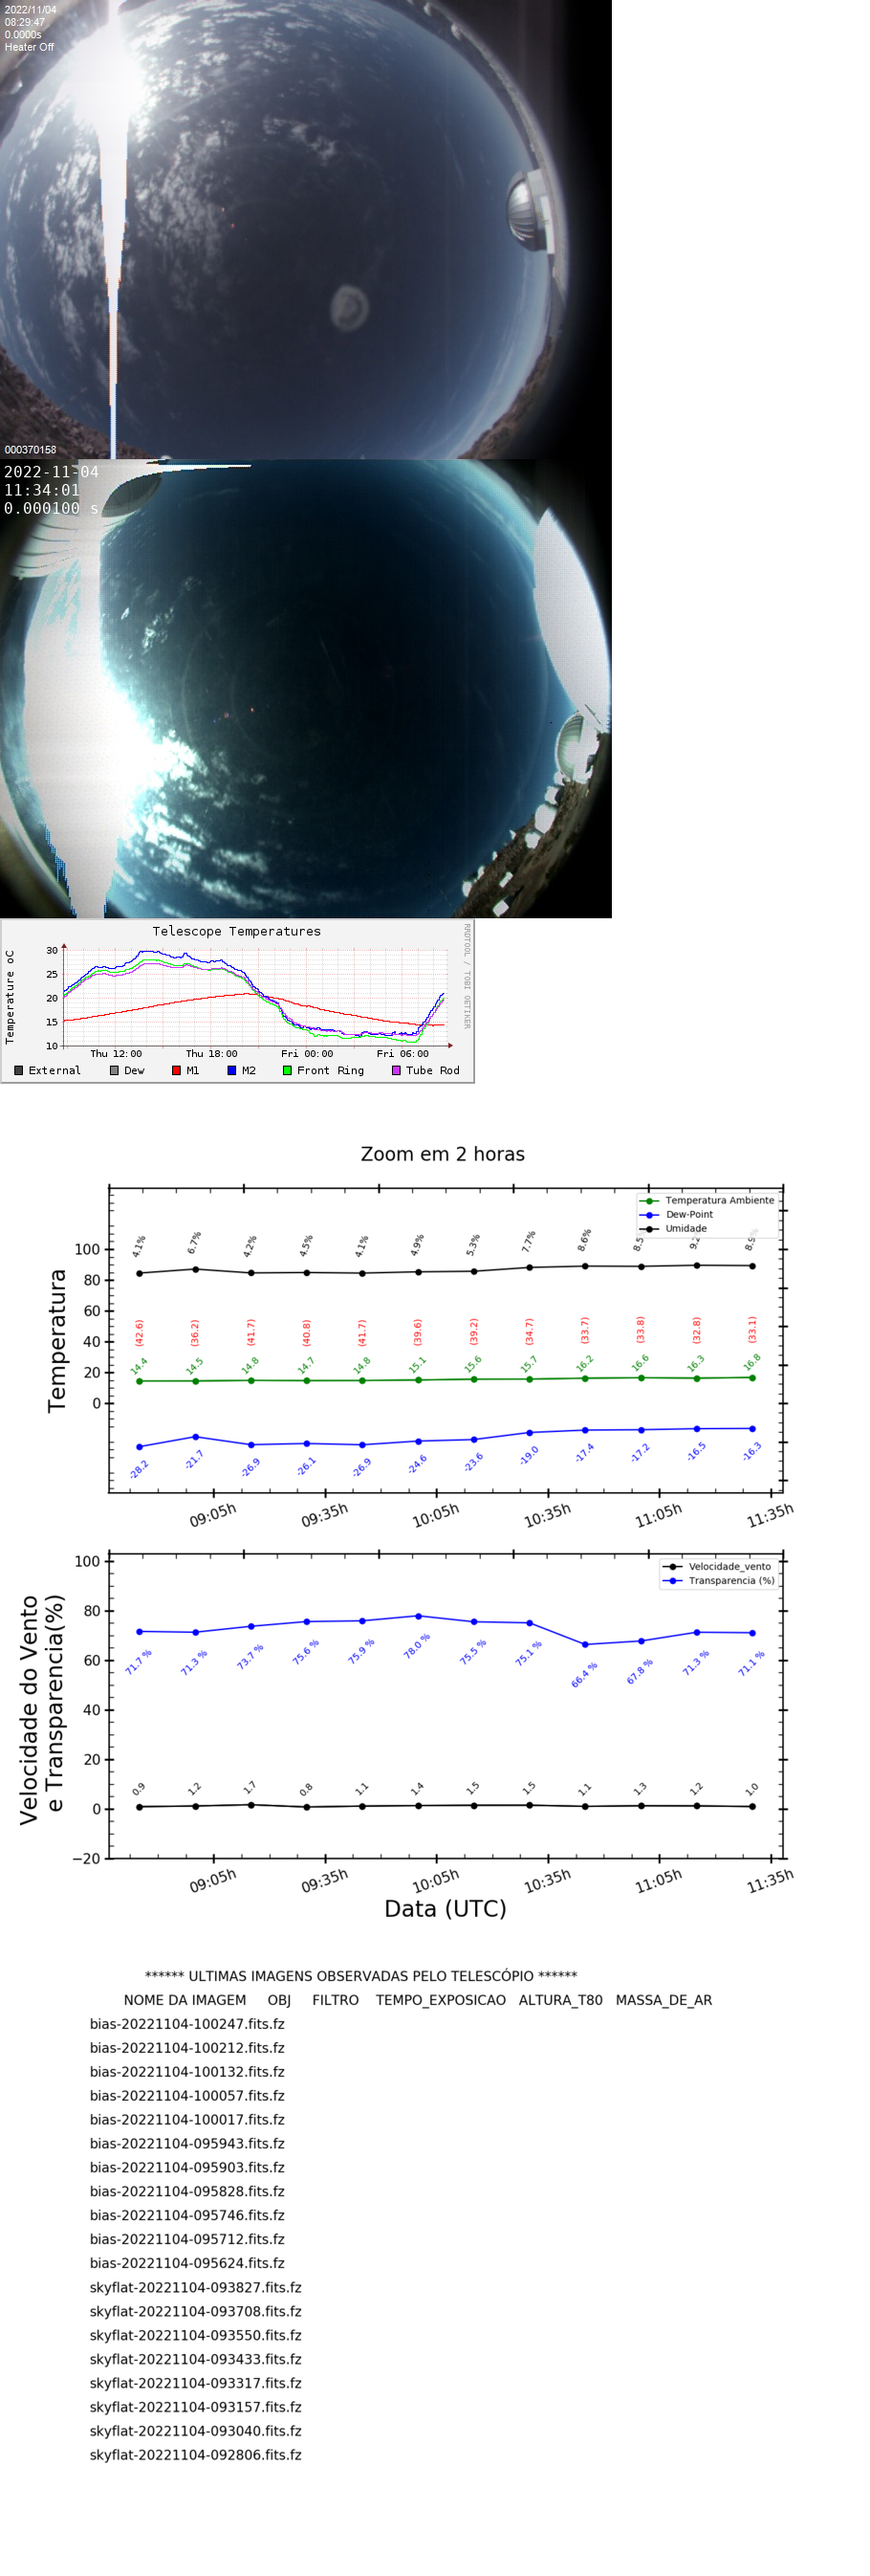 2022/11/04
08:29:47
0.0000s
Heater Off
000370158
2022-11-04
11:34:01
0.000100 s
Telescope Temperatures
RRDTOOL / TOBI OETIKER
Temperature oC
30
25
20
15
10
Thu 12:00 Thu 18:00 Fri 00:00 Fri 06:00
External Dew M1 M2 Front Ring Tube Rod
Zoom em 2 horas
Temperatura Ambiente
Dew-Point
Umidade
4.1% 6.7% 4.2% 4.5% 4.1% 4.9% 5.3% 7.7% 8.6% 8.5 9.2 8.5%
Temperatura
100
80
60
40
20
0
(42.6) (36.2) (41.7) (40.8) (41.7) (39.6) (39.2) (34.7) (33.7) (33.8) (32.8) (33.1)
14.4 14.5 14.8 14.7 14.8 15.1 15.6 15.7 16.2 16.6 16.3 16.8
-28.2 -21.7 -26.9 -26.1 -26.9 -24.6 -23.6 -19.0 -17.4 -17.2 -16.5 -16.3
09:05h 09:35h 10:05h 10:35h 11:05h 11:35h
Velocidade_vento
Transparencia (%)
Velocidade do Vento
e Transparencia(%)
100
80
60
40
20
0
−20
71.7 % 71.3 % 73.7 % 75.6 % 75.9 % 78.0 % 75.5 % 75.1 % 66.4 % 67.8 % 71.3 % 71.1 %
0.9 1.2 1.7 0.8 1.1 1.4 1.5 1.5 1.1 1.3 1.2 1.0
09:05h 09:35h 10:05h 10:35h 11:05h 11:35h
Data (UTC)
****** ULTIMAS IMAGENS OBSERVADAS PELO TELESCÓPIO ******
NOME DA IMAGEM OBJ FILTRO TEMPO_EXPOSICAO ALTURA_T80 MASSA_DE_AR
bias-20221104-100247.fits.fz
bias-20221104-100212.fits.fz
bias-20221104-100132.fits.fz
bias-20221104-100057.fits.fz
bias-20221104-100017.fits.fz
bias-20221104-095943.fits.fz
bias-20221104-095903.fits.fz
bias-20221104-095828.fits.fz
bias-20221104-095746.fits.fz
bias-20221104-095712.fits.fz
bias-20221104-095624.fits.fz
skyflat-20221104-093827.fits.fz
skyflat-20221104-093708.fits.fz
skyflat-20221104-093550.fits.fz
skyflat-20221104-093433.fits.fz
skyflat-20221104-093317.fits.fz
skyflat-20221104-093157.fits.fz
skyflat-20221104-093040.fits.fz
skyflat-20221104-092806.fits.fz